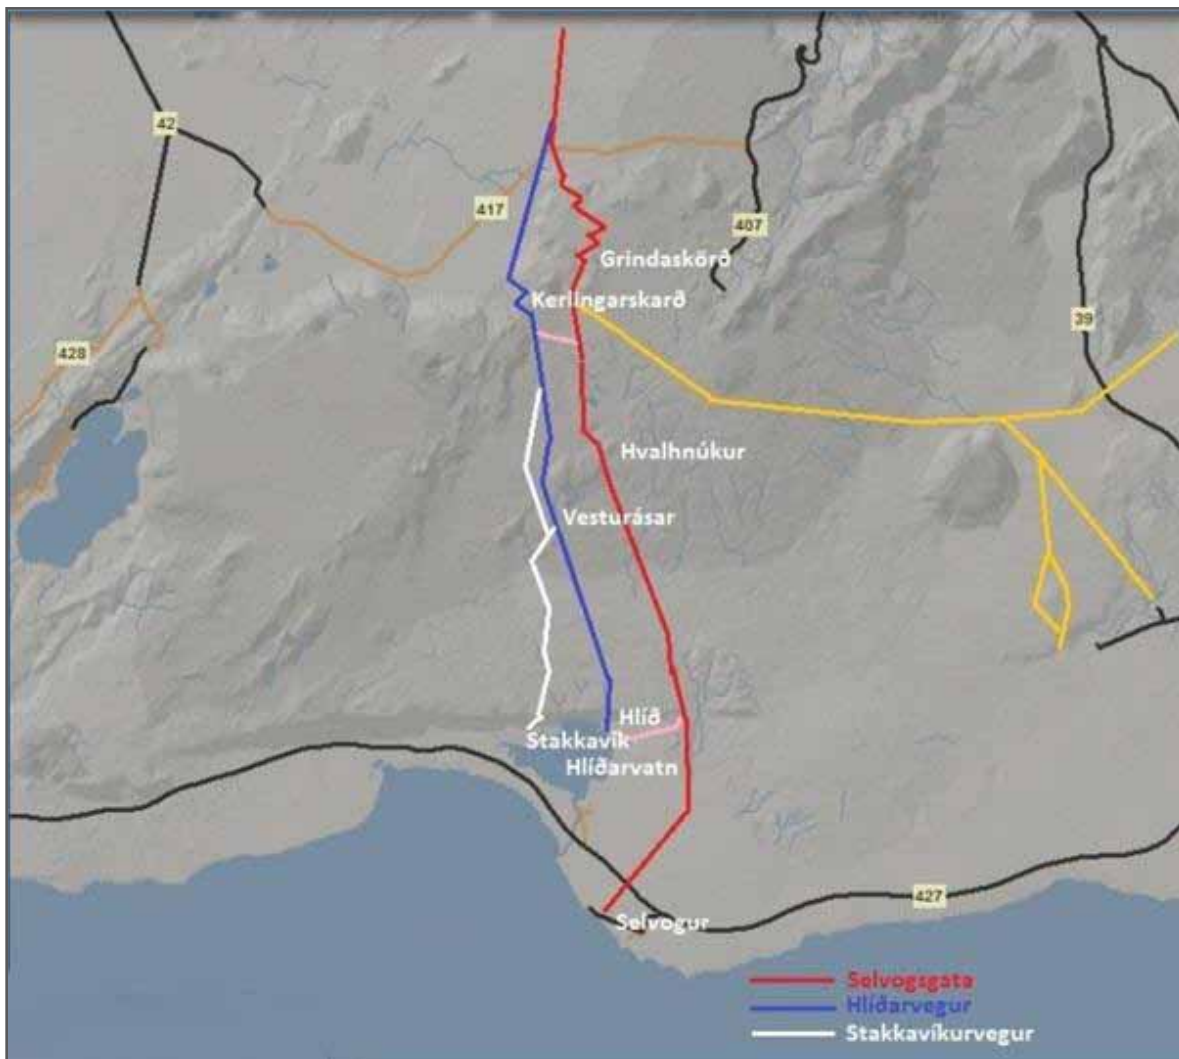 42
417
407
Grindaskörð
Kerlingarskarð
39
428
Hvalhnúkur
Vesturásar
Hlíð
Stakkavík
Hlíðarvatn
427
Selvogur
Selvogsgata
Hlíðarvegur
Stakkavíkurvegur